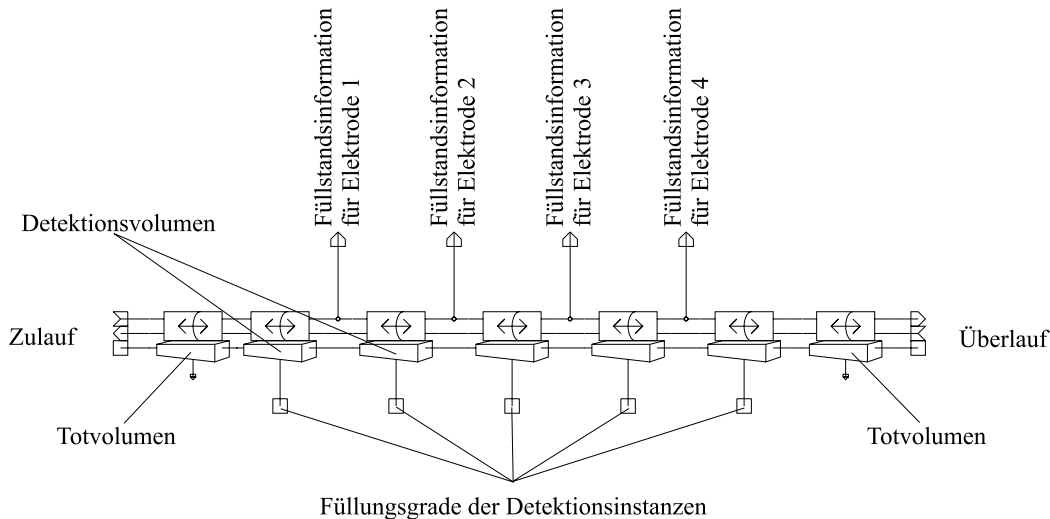 Füllstandsinformation
für Elektrode 1
Füllstandsinformation
für Elektrode 2
Füllstandsinformation
für Elektrode 3
Füllstandsinformation
für Elektrode 4
Detektionsvolumen
Zulauf
Überlauf
Totvolumen
Totvolumen
Füllungsgrade der Detektionsinstanzen